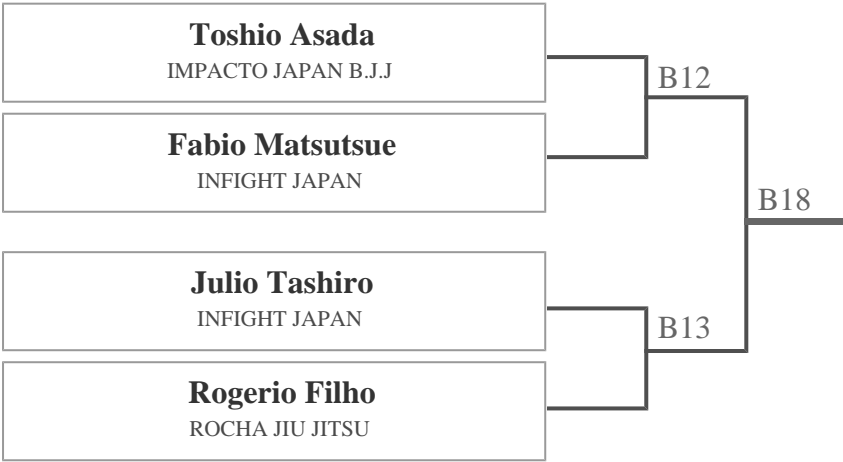 Toshio Asada
IMPACTO JAPAN B.J.J
B12
Fabio Matsutsue
INFIGHT JAPAN
B18
Julio Tashiro
INFIGHT JAPAN
B13
Rogerio Filho
ROCHA JIU JITSU